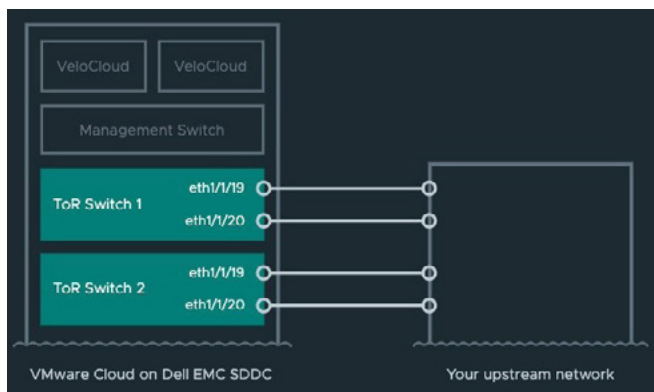 VeloCloud VeloCloud
Management Switch
ToR Switch 1
eth1/1/19
eth1/1/20
ToR Switch 2
eth1/1/19
eth1/1/20
VMware Cloud on Dell EMC SDDC
Your upstream network